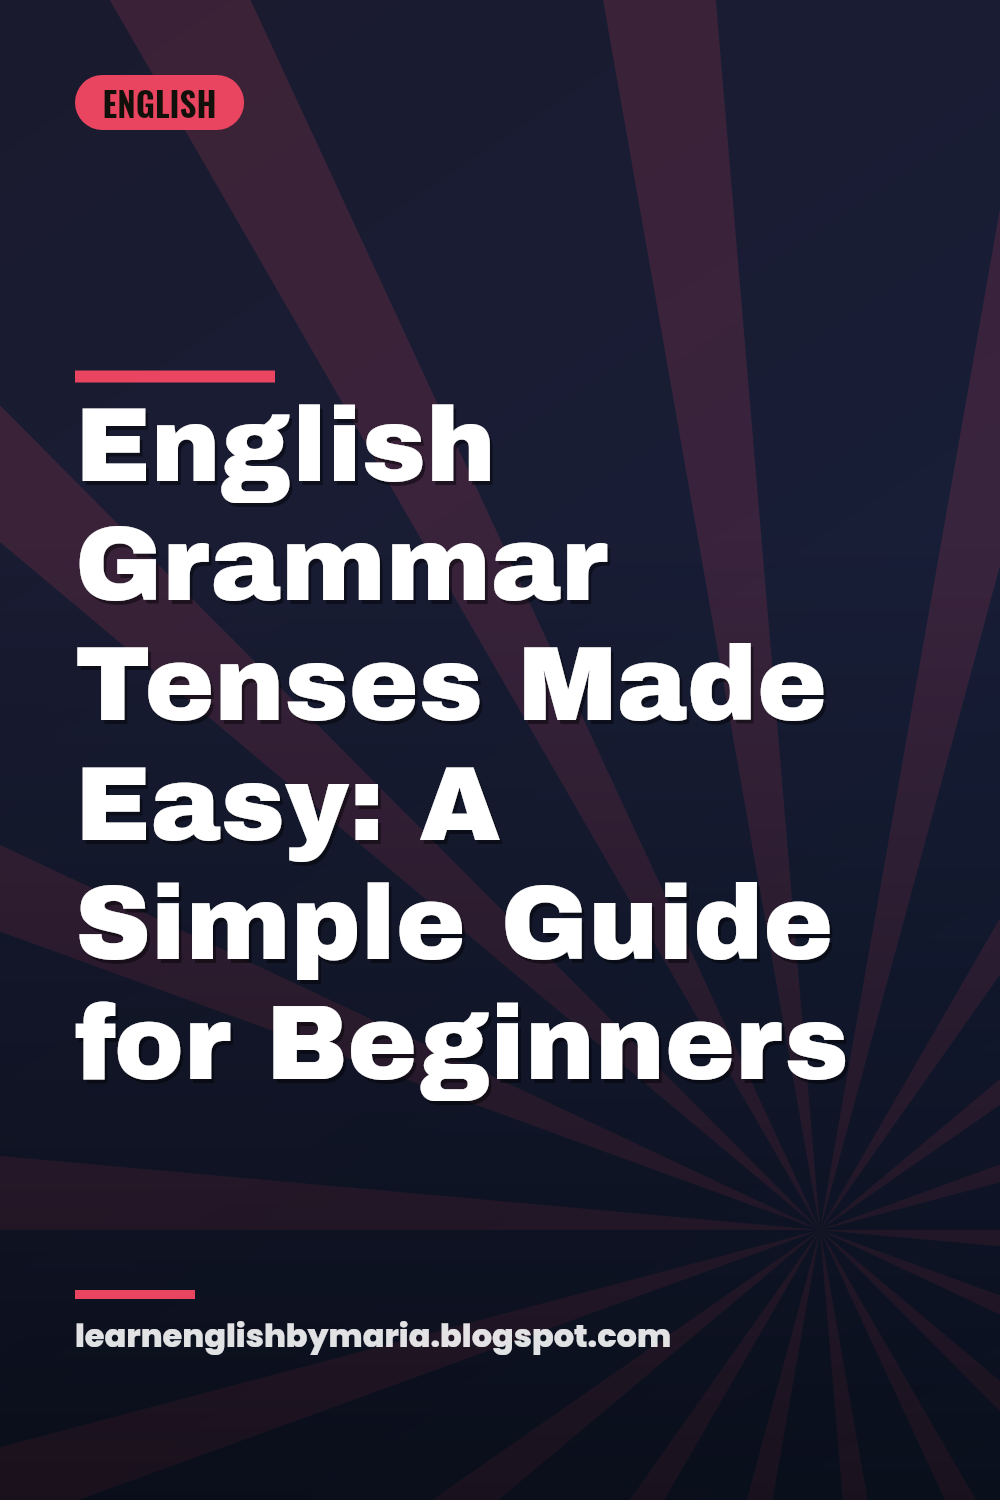 ENGLISH
English
Grammar
Tenses Made
Easy: A
Simple Guide
for Beginners
learnenglishbymaria.blogspot.com